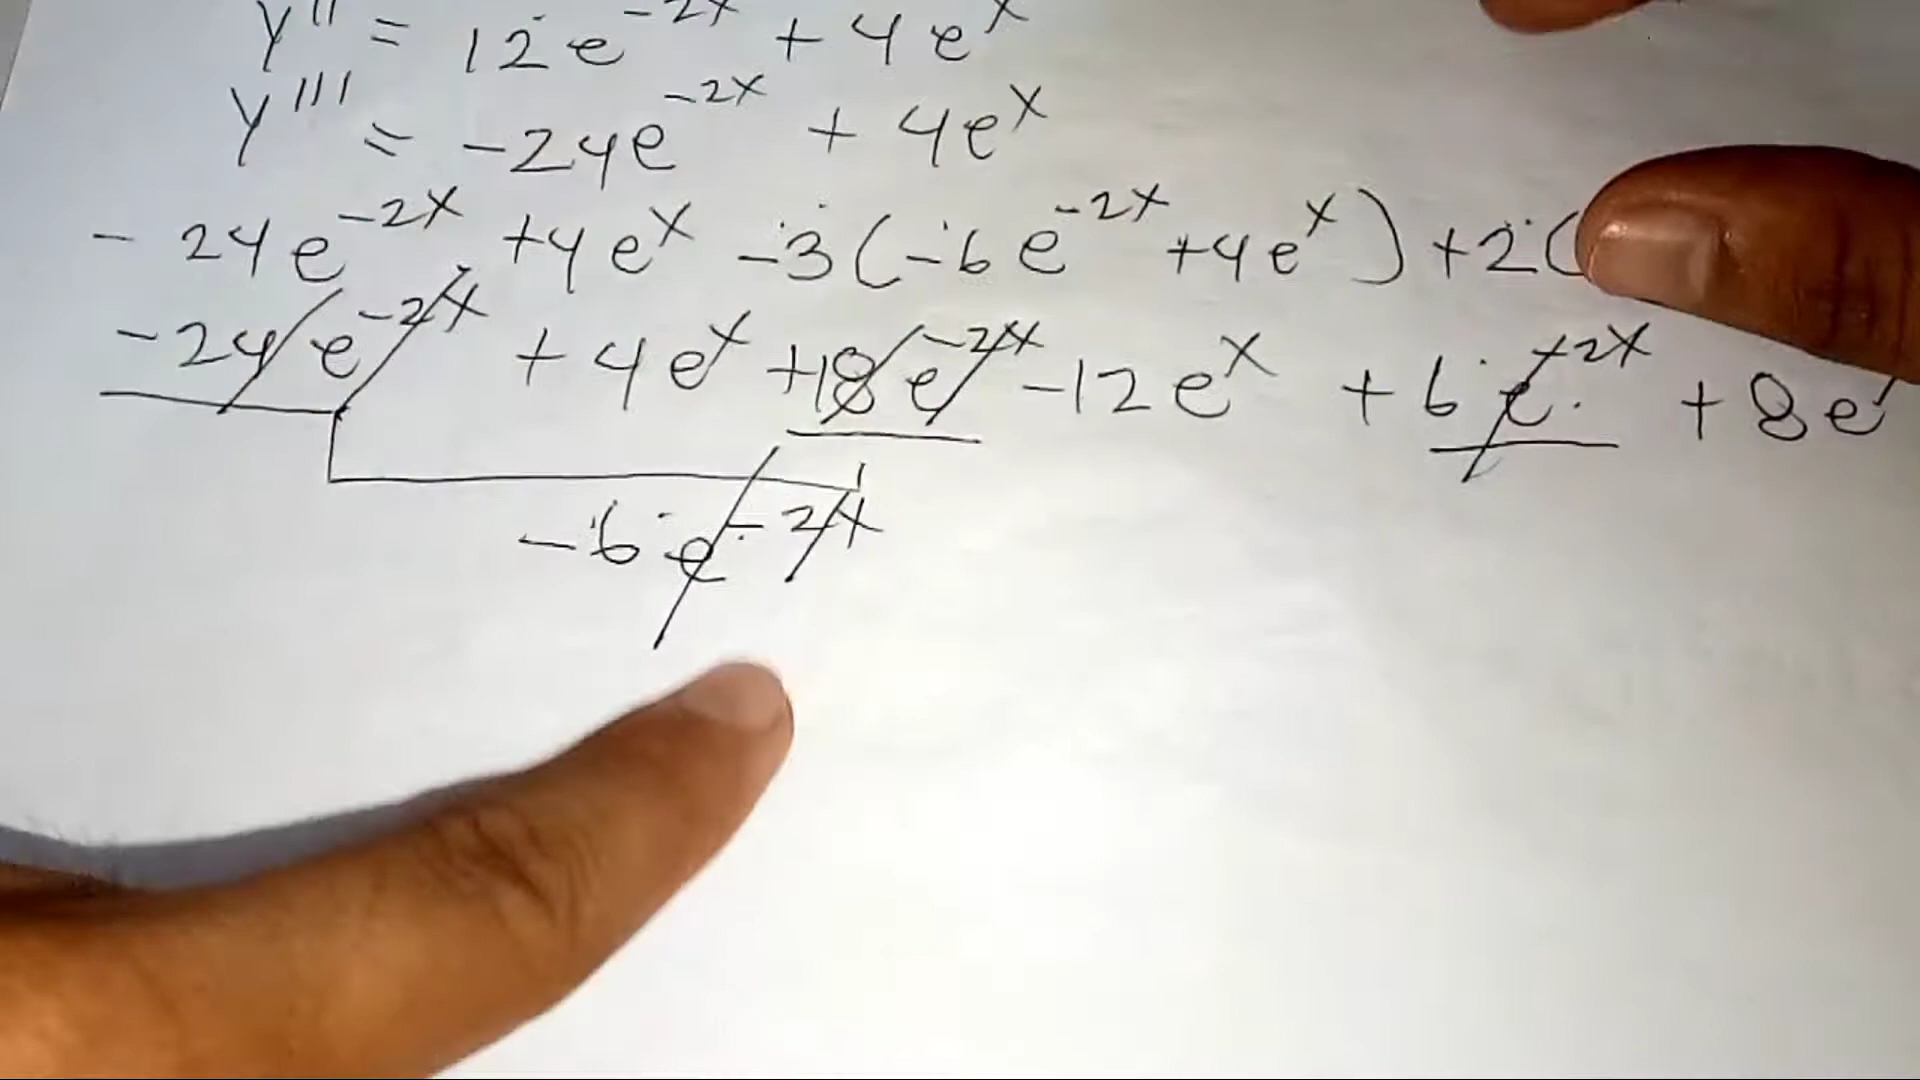 y'' = 12e^-2x + 4e^x
y''' = -24e^-2x + 4e^x
- 24e^-2x +4e^x -3(-6e^-2x +4e^x) +2(
-24e^-2x + 4e^x +18e^-2x -12e^x + 6e^-2x + 8e
-6e^-2x